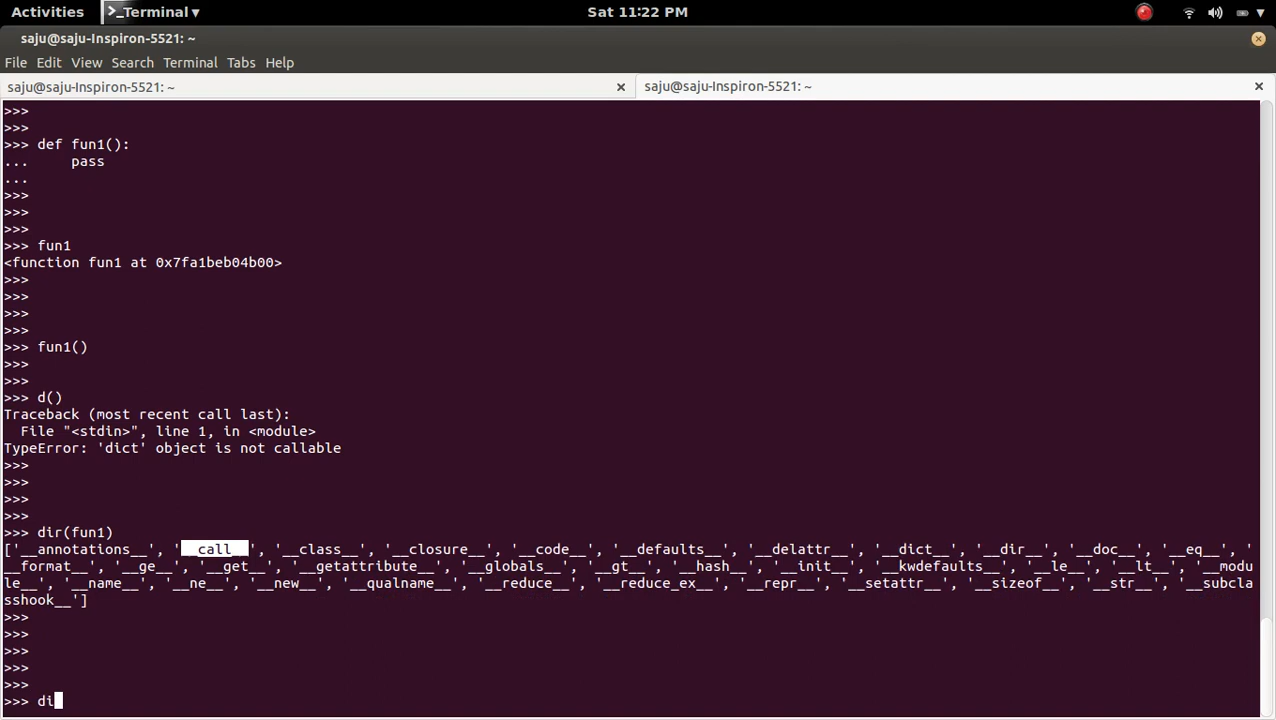 Activities
>_ Terminal ▾
Sat 11:22 PM
saju@saju-Inspiron-5521: ~
File Edit View Search Terminal Tabs Help
saju@saju-Inspiron-5521: ~ ×
saju@saju-Inspiron-5521: ~ ×
>>>
>>>
>>> def fun1():
...     pass
...
>>>
>>>
>>>
>>> fun1
<function fun1 at 0x7fa1beb04b00>
>>>
>>>
>>>
>>>
>>> fun1()
>>>
>>>
>>> d()
Traceback (most recent call last):
  File "<stdin>", line 1, in <module>
TypeError: 'dict' object is not callable
>>>
>>>
>>>
>>>
>>> dir(fun1)
['__annotations__', '__call__', '__class__', '__closure__', '__code__', '__defaults__', '__delattr__', '__dict__', '__dir__', '__doc__', '__eq__', '
__format__', '__ge__', '__get__', '__getattribute__', '__globals__', '__gt__', '__hash__', '__init__', '__kwdefaults__', '__le__', '__lt__', '__modu
le__', '__name__', '__ne__', '__new__', '__qualname__', '__reduce__', '__reduce_ex__', '__repr__', '__setattr__', '__sizeof__', '__str__', '__subcla
sshook__']
>>>
>>>
>>>
>>>
>>>
>>> di